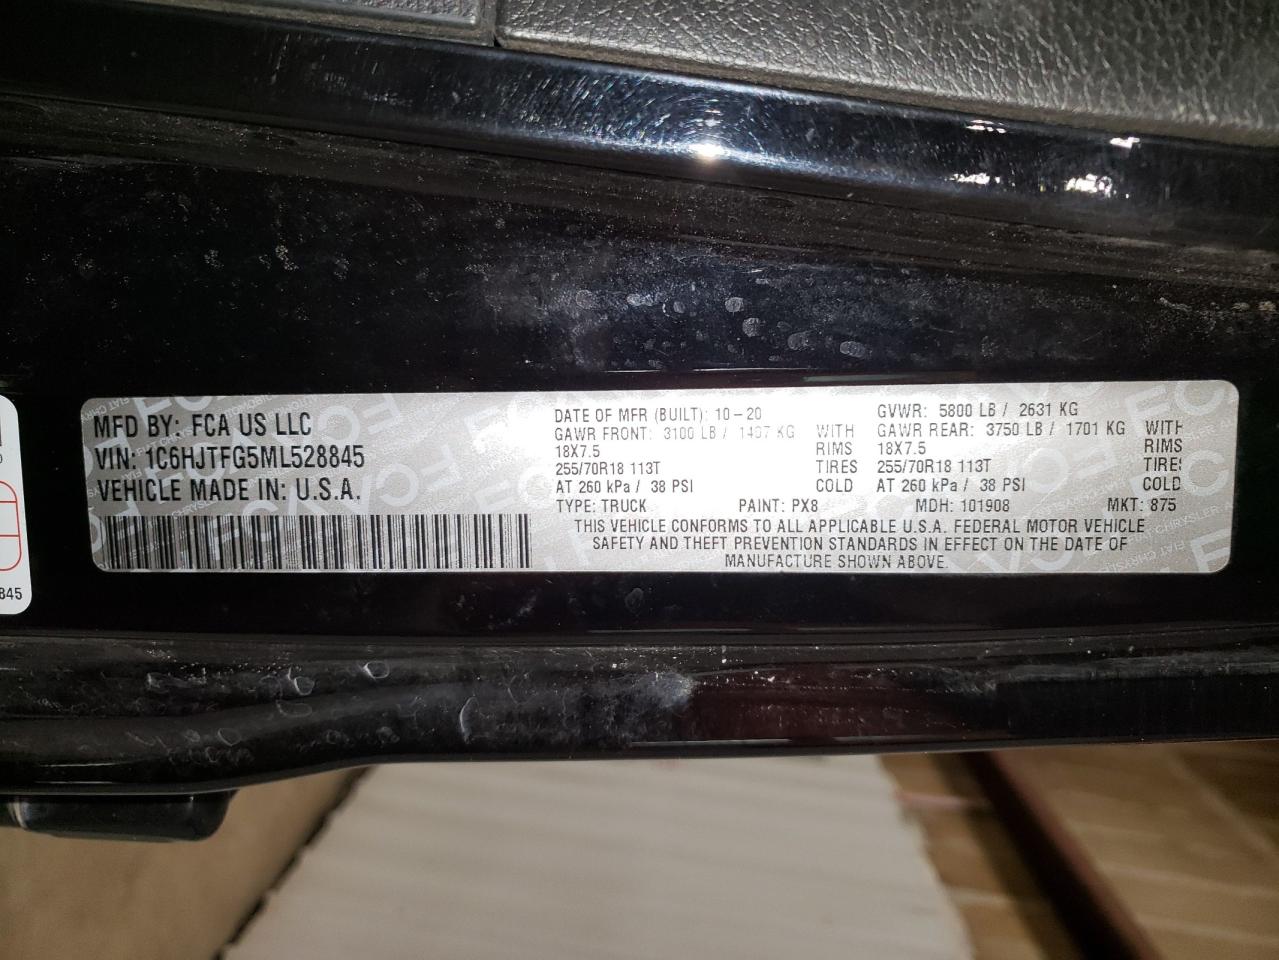 MFD BY: FCA US LLC
VIN: 1C6HJTFG5ML528845
VEHICLE MADE IN: U.S.A.
DATE OF MFR (BUILT): 10-20
GAWR FRONT: 3100 LB / 1407 KG WITH
18X7.5 RIMS
255/70R18 113T TIRES
AT 260 kPa / 38 PSI COLD
GVWR: 5800 LB / 2631 KG
GAWR REAR: 3750 LB / 1701 KG WITH
18X7.5 RIMS
255/70R18 113T TIRE
AT 260 kPa / 38 PSI COLD
TYPE: TRUCK PAINT: PX8 MDH: 101908 MKT: 875
THIS VEHICLE CONFORMS TO ALL APPLICABLE U.S.A. FEDERAL MOTOR VEHICLE
SAFETY AND THEFT PREVENTION STANDARDS IN EFFECT ON THE DATE OF
MANUFACTURE SHOWN ABOVE.
845